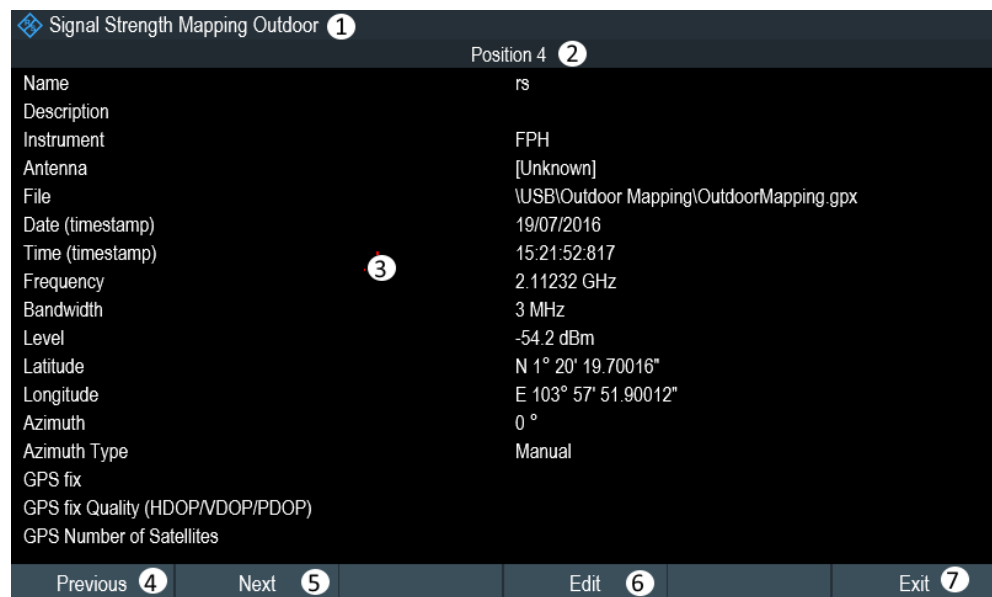 Signal Strength Mapping Outdoor 1
Position 4 2
Name rs
Description
Instrument FPH
Antenna [Unknown]
File \USB\Outdoor Mapping\OutdoorMapping.gpx
Date (timestamp) 19/07/2016
Time (timestamp) 15:21:52:817
3
Frequency 2.11232 GHz
Bandwidth 3 MHz
Level -54.2 dBm
Latitude N 1° 20' 19.70016"
Longitude E 103° 57' 51.90012"
Azimuth 0 °
Azimuth Type Manual
GPS fix
GPS fix Quality (HDOP/VDOP/PDOP)
GPS Number of Satellites
Previous 4 Next 5 Edit 6 Exit 7